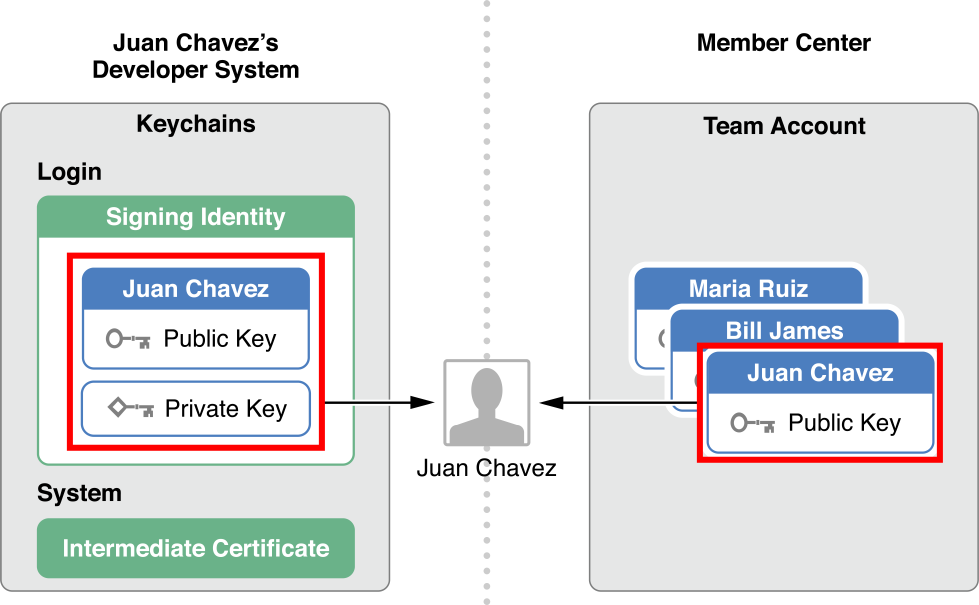 Juan Chavez’s
Developer System
Keychains
Login
Signing Identity
Juan Chavez
Public Key
Private Key
System
Intermediate Certificate
Juan Chavez
Member Center
Team Account
Maria Ruiz
Bill James
Juan Chavez
Public Key